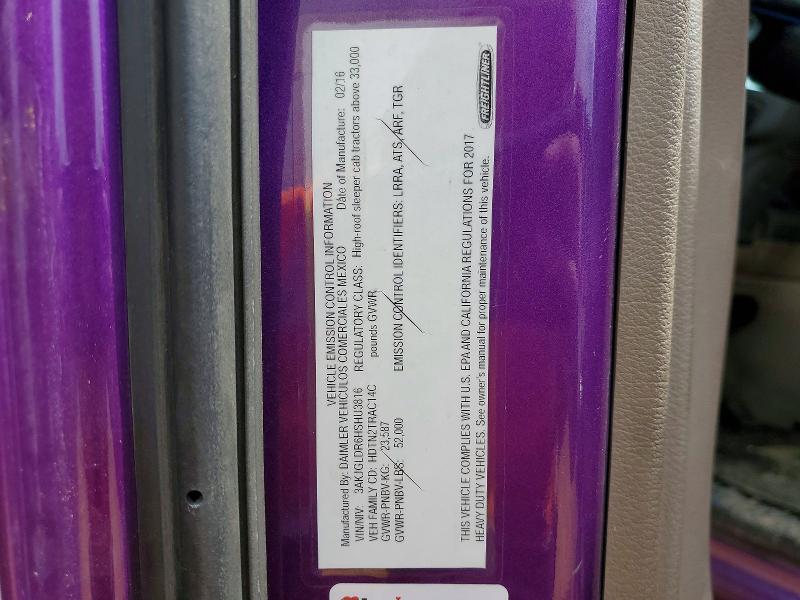 VEHICLE EMISSION CONTROL INFORMATION
Manufactured By: DAIMLER VEHICULOS COMERCIALES MEXICO Date of Manufacture: 02/16
VIN/NIV: 3AKJGLDR6HSHU3816 REGULATORY CLASS: High-roof sleeper cab tractors above 33,000
VEH FAMILY CD: HDTN2TRAC14C pounds GVWR
GVWR-PNBV-KG: 23,587
GVWR-PNBV-LBS: 52,000 EMISSION CONTROL IDENTIFIERS: LRRA, ATS, ARF, TGR
THIS VEHICLE COMPLIES WITH U.S. EPA AND CALIFORNIA REGULATIONS FOR 2017
HEAVY DUTY VEHICLES. See owner's manual for proper maintenance of this vehicle.
FREIGHTLINER